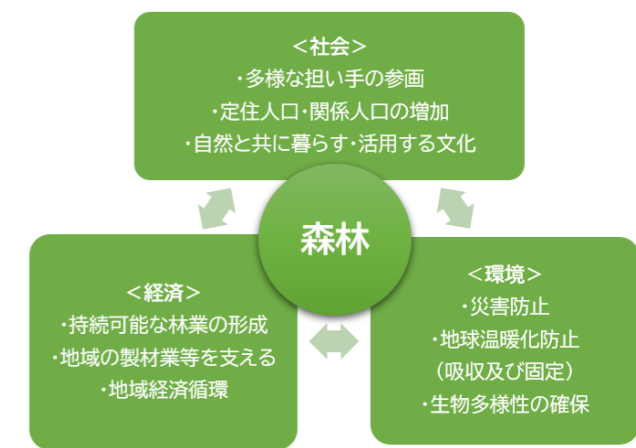 ＜社会＞
・多様な担い手の参画
・定住人口・関係人口の増加
・自然と共に暮らす・活用する文化
森林
＜経済＞
・持続可能な林業の形成
・地域の製材業等を支える
・地域経済循環
＜環境＞
・災害防止
・地球温暖化防止
（吸収及び固定）
・生物多様性の確保